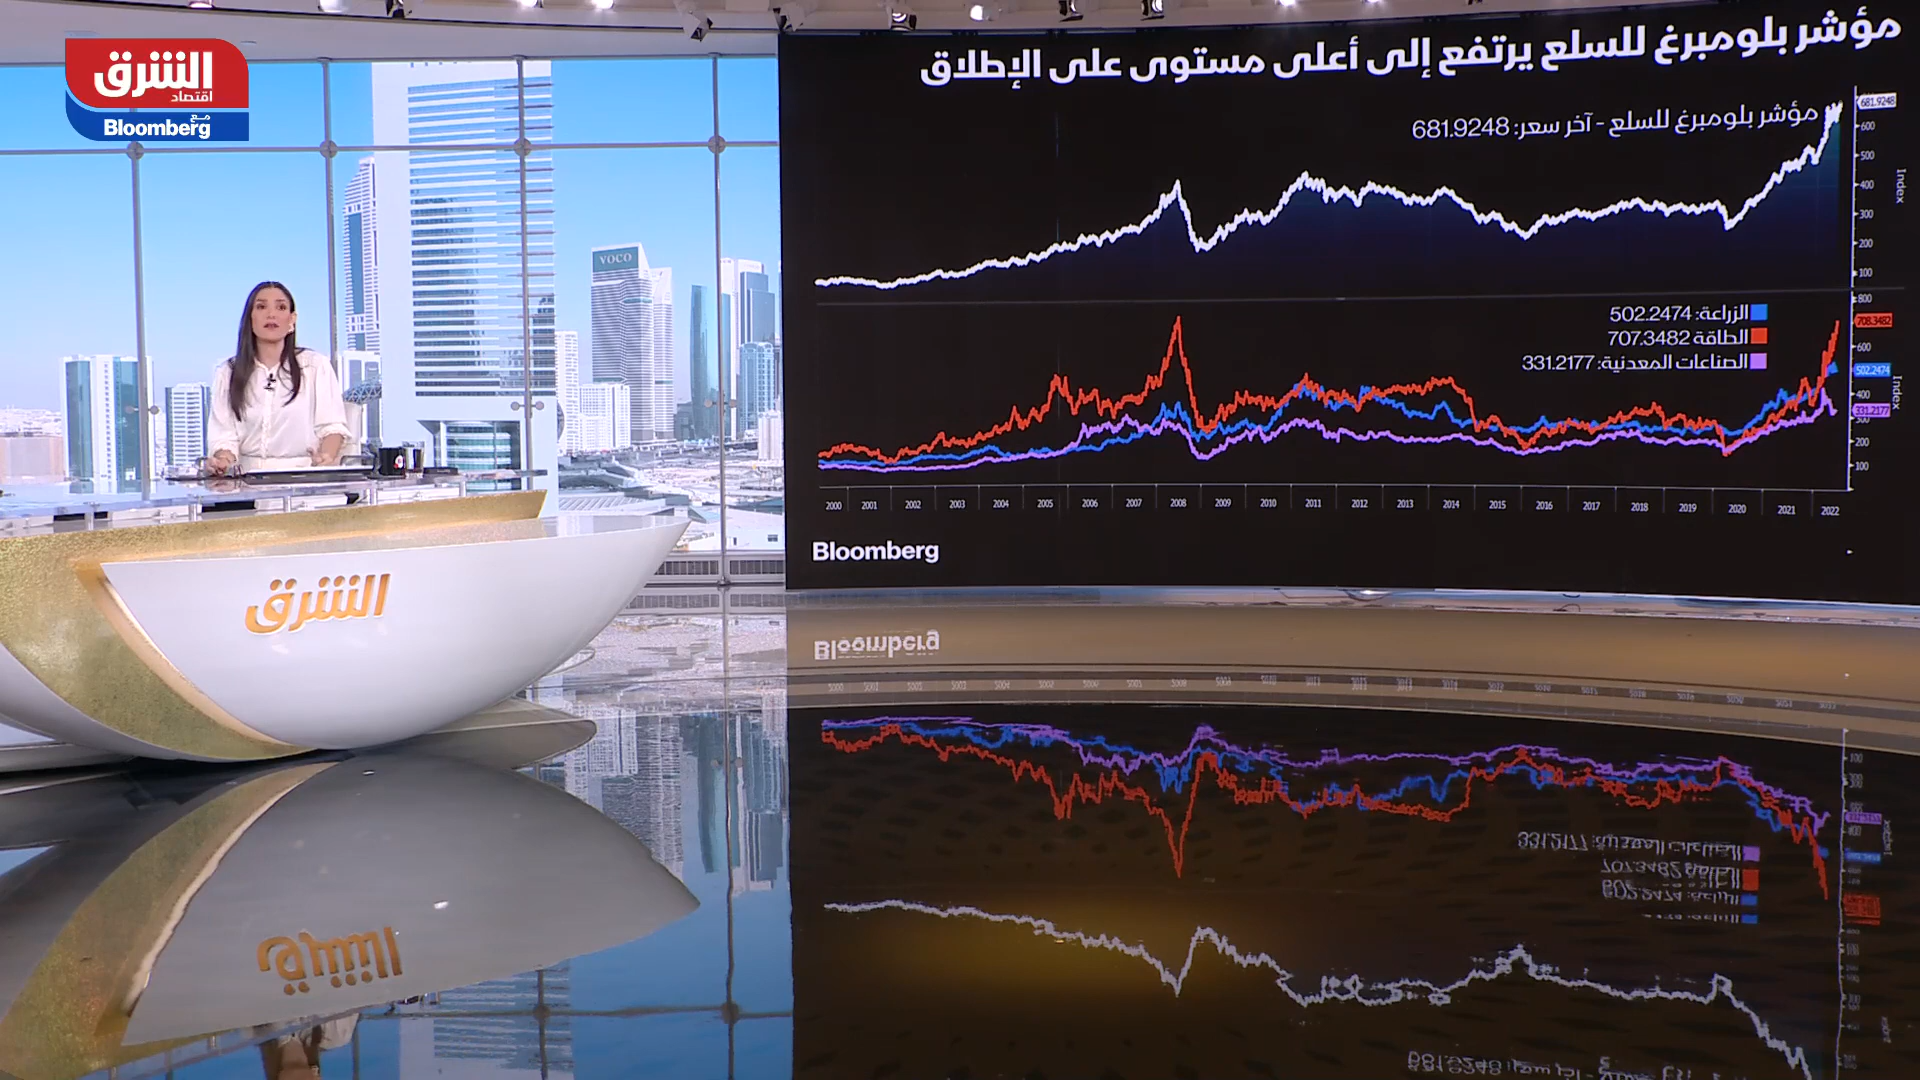 الشرق
اقتصاد
مع
Bloomberg
مؤشر بلومبرغ للسلع يرتفع إلى أعلى مستوى على الإطلاق
مؤشر بلومبرغ للسلع - آخر سعر: 681.9248
681.9248
600
500
400
300
200
100
Index
الزراعة: 502.2474
الطاقة 707.3482
الصناعات المعدنية: 331.2177
800
708.3482
600
502.2474
400
331.2177
300
200
100
Index
2000 2001 2002 2003 2004 2005 2006 2007 2008 2009 2010 2011 2012 2013 2014 2015 2016 2017 2018 2019 2020 2021 2022
Bloomberg
VOCO
الشرق